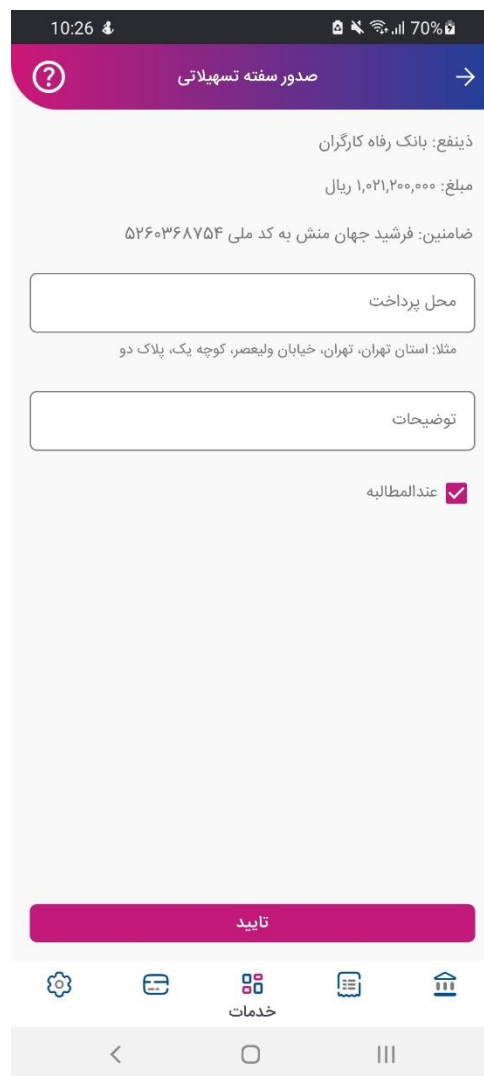 10:26 70%
صدور سفته تسهیلاتی
ذینفع: بانک رفاه کارگران
مبلغ: ۱,۰۲۱,۲۰۰,۰۰۰ ریال
ضامنین: فرشید جهان منش به کد ملی ۵۲۶۰۳۶۸۷۵۴
محل پرداخت
مثلا: استان تهران، تهران، خیابان ولیعصر، کوچه یک، پلاک دو
توضیحات
عندالمطالبه
تایید
خدمات